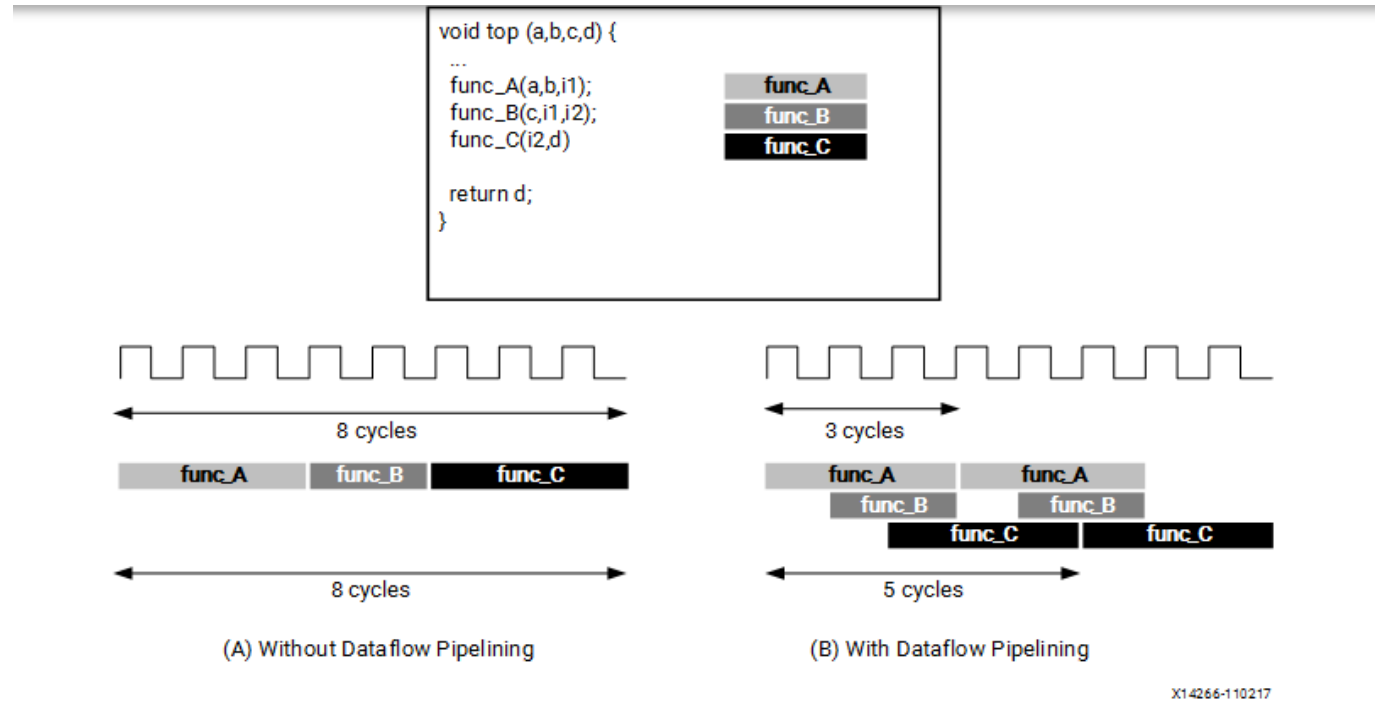 void top (a,b,c,d) {
...
func_A(a,b,i1);
func_B(c,i1,i2);
func_C(i2,d)
return d;
}
func_A
func_B
func_C
8 cycles
func_A func_B func_C
8 cycles
(A) Without Dataflow Pipelining
3 cycles
func_A func_A
func_B func_B
func_C func_C
5 cycles
(B) With Dataflow Pipelining
X14266-110217